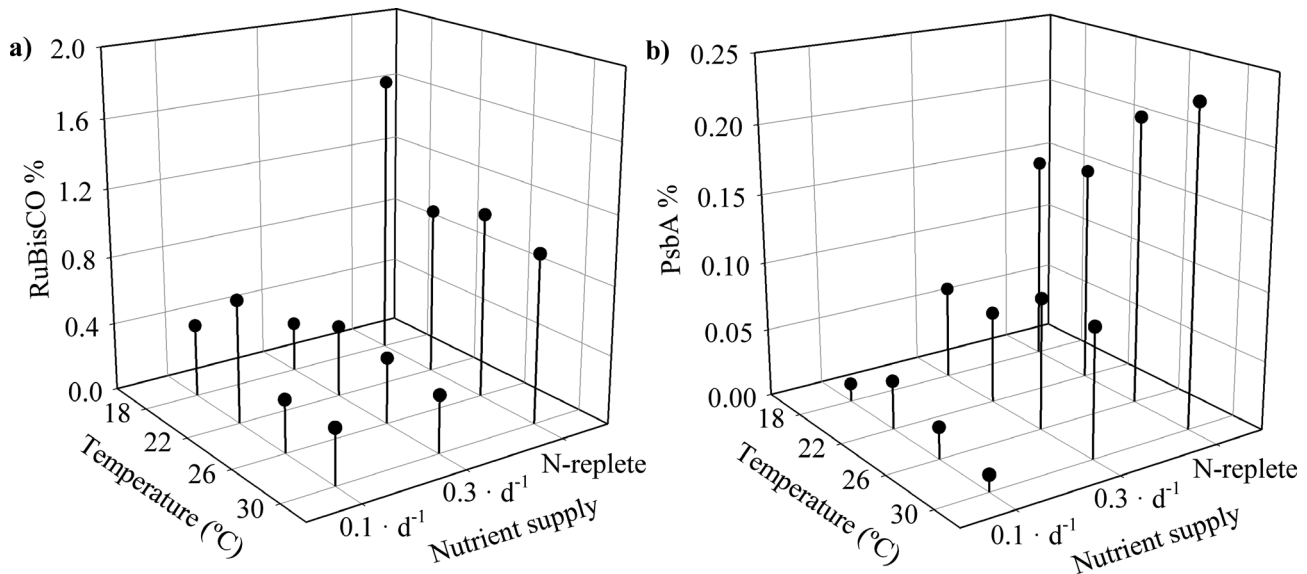 a)
2.0
1.6
1.2
0.8
0.4
0.0
RuBisCO %
18
22
26
30
Temperature (ºC)
0.1 · d⁻¹
0.3 · d⁻¹
N-replete
Nutrient supply
b)
0.25
0.20
0.15
0.10
0.05
0.00
PsbA %
18
22
26
30
Temperature (ºC)
0.1 · d⁻¹
0.3 · d⁻¹
N-replete
Nutrient supply